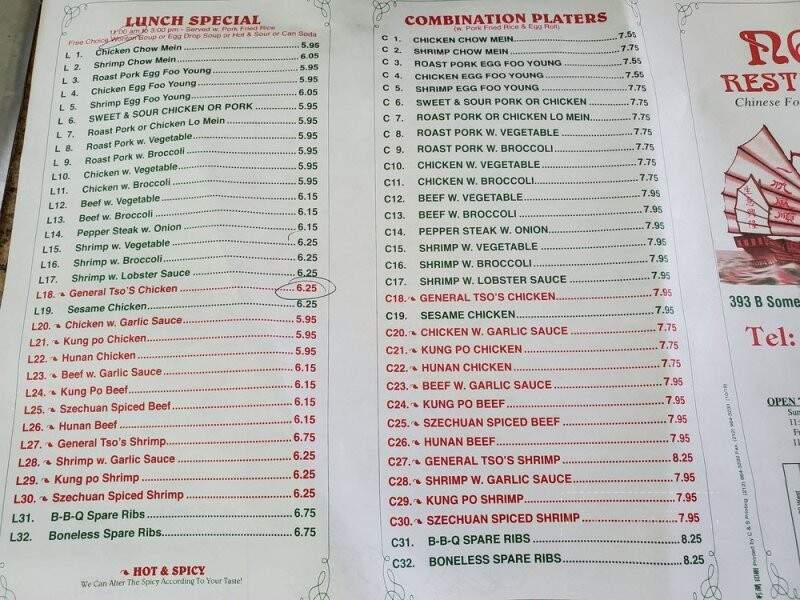 LUNCH SPECIAL
11:00 am to 3:00 pm - Served w. Pork Fried Rice
Free Choice Wonton Soup or Egg Drop Soup or Hot & Sour or Can Soda
L 1. Chicken Chow Mein 5.95
L 2. Shrimp Chow Mein 6.05
L 3. Roast Pork Egg Foo Young 5.95
L 4. Chicken Egg Foo Young 5.95
L 5. Shrimp Egg Foo Young 6.05
L 6. SWEET & SOUR CHICKEN OR PORK 5.95
L 7. Roast Pork or Chicken Lo Mein 5.95
L 8. Roast Pork w. Vegetable 5.95
L 9. Roast Pork w. Broccoli 5.95
L10. Chicken w. Vegetable 5.95
L11. Chicken w. Broccoli 5.95
L12. Beef w. Vegetable 6.15
L13. Beef w. Broccoli 6.15
L14. Pepper Steak w. Onion 6.15
L15. Shrimp w. Vegetable 6.25
L16. Shrimp w. Broccoli 6.25
L17. Shrimp w. Lobster Sauce 6.25
L18. General Tso'S Chicken 6.25
L19. Sesame Chicken 6.25
L20. Chicken w. Garlic Sauce 5.95
L21. Kung po Chicken 5.95
L22. Hunan Chicken 5.95
L23. Beef w. Garlic Sauce 6.15
L24. Kung Po Beef 6.15
L25. Szechuan Spiced Beef 6.15
L26. Hunan Beef 6.15
L27. General Tso's Shrimp 6.75
L28. Shrimp w. Garlic Sauce 6.25
L29. Kung po Shrimp 6.25
L30. Szechuan Spiced Shrimp 6.25
L31. B-B-Q Spare Ribs 6.75
L32. Boneless Spare Ribs 6.75
HOT & SPICY
We Can Alter The Spicy According To Your Taste!
COMBINATION PLATERS
(w. Pork Fried Rice & Egg Roll)
C 1. CHICKEN CHOW MEIN 7.55
C 2. SHRIMP CHOW MEIN 7.75
C 3. ROAST PORK EGG FOO YOUNG 7.55
C 4. CHICKEN EGG FOO YOUNG 7.55
C 5. SHRIMP EGG FOO YOUNG 7.75
C 6. SWEET & SOUR PORK OR CHICKEN 7.75
C 7. ROAST PORK OR CHICKEN LO MEIN 7.75
C 8. ROAST PORK W. VEGETABLE 7.75
C 9. ROAST PORK W. BROCCOLI 7.75
C10. CHICKEN W. VEGETABLE 7.75
C11. CHICKEN W. BROCCOLI 7.75
C12. BEEF W. VEGETABLE 7.95
C13. BEEF W. BROCCOLI 7.95
C14. PEPPER STEAK W. ONION 7.95
C15. SHRIMP W. VEGETABLE 7.95
C16. SHRIMP W. BROCCOLI 7.95
C17. SHRIMP W. LOBSTER SAUCE 7.95
C18. GENERAL TSO'S CHICKEN 7.95
C19. SESAME CHICKEN 7.95
C20. CHICKEN W. GARLIC SAUCE 7.75
C21. KUNG PO CHICKEN 7.75
C22. HUNAN CHICKEN 7.75
C23. BEEF W. GARLIC SAUCE 7.95
C24. KUNG PO BEEF 7.95
C25. SZECHUAN SPICED BEEF 7.95
C26. HUNAN BEEF 7.95
C27. GENERAL TSO'S SHRIMP 8.25
C28. SHRIMP W. GARLIC SAUCE 7.95
C29. KUNG PO SHRIMP 7.95
C30. SZECHUAN SPICED SHRIMP 7.95
C31. B-B-Q SPARE RIBS 8.25
C32. BONELESS SPARE RIBS 8.25
REST
Chinese Fo
393 B Some
Tel:
OPEN
Printed by C & S Printing